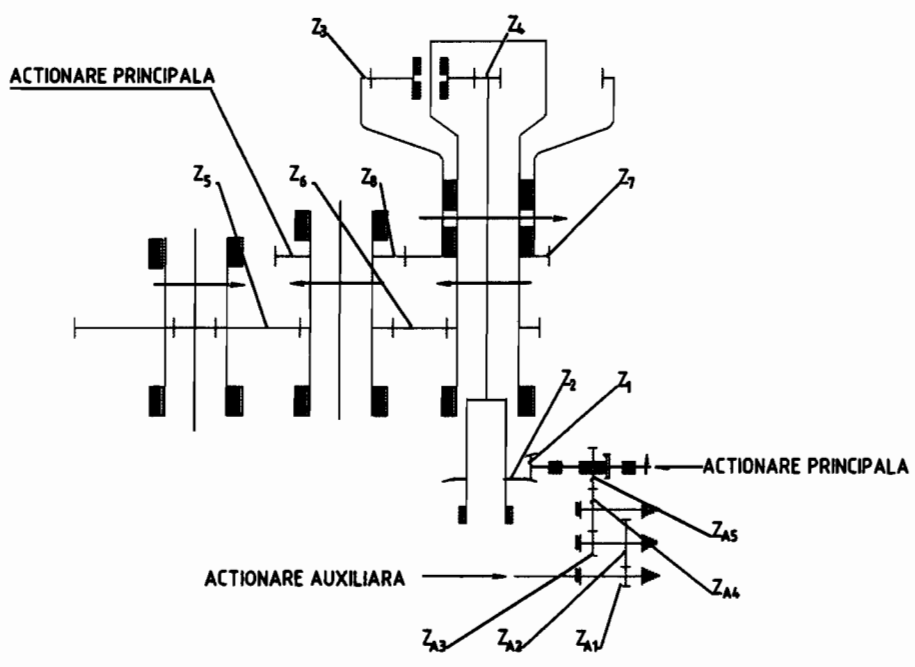 Z3
Z4
ACTIONARE PRINCIPALA
Z5
Z6
Z8
Z7
Z2
Z1
ACTIONARE PRINCIPALA
ZA5
ACTIONARE AUXILIARA
ZA4
ZA3
ZA2
ZA1